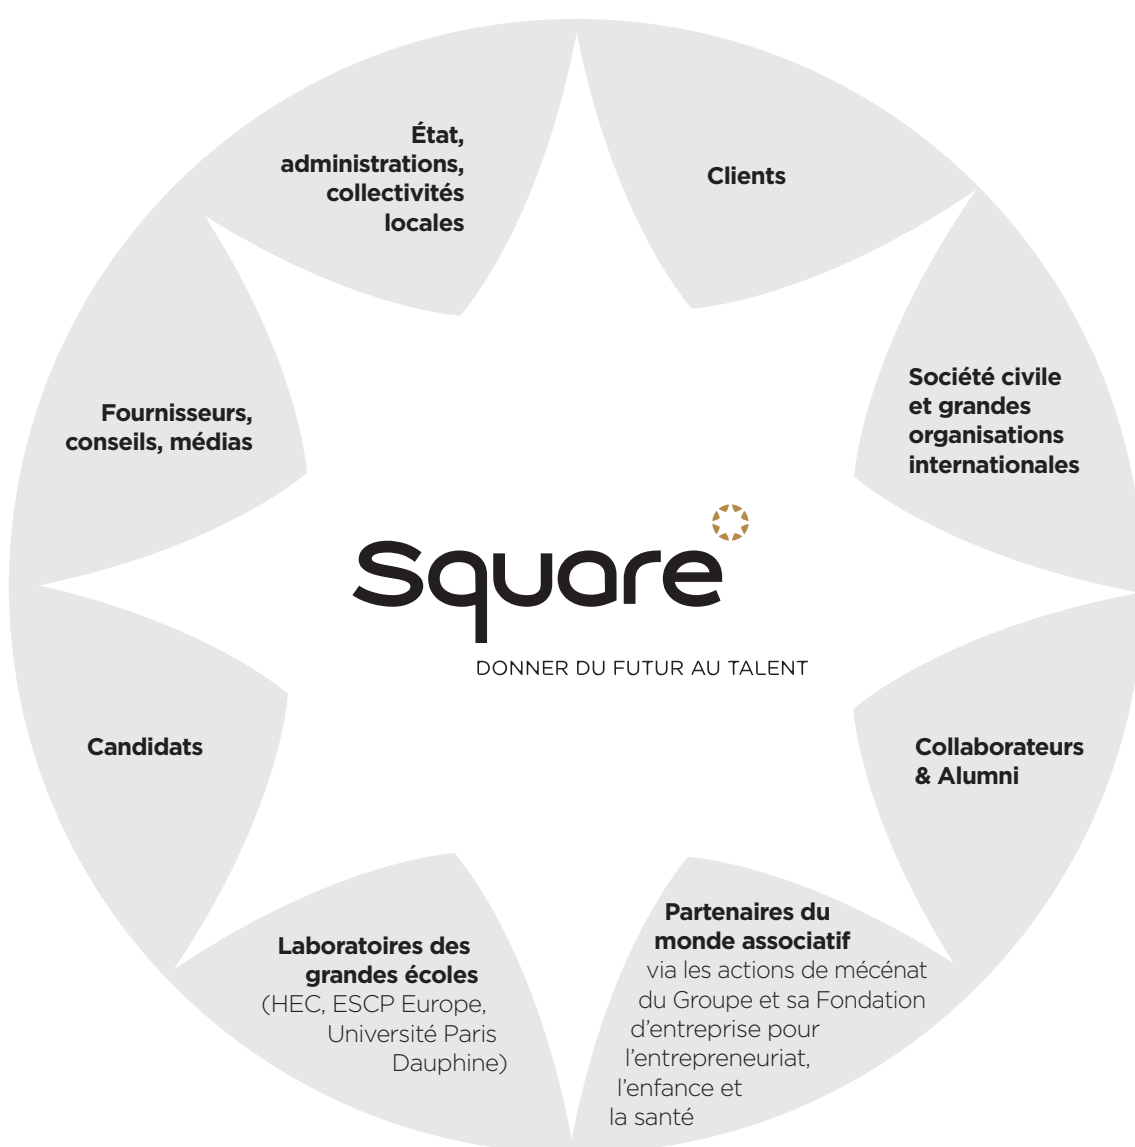 État,
administrations,
collectivités
locales
Clients
Société civile
et grandes
organisations
internationales
Fournisseurs,
conseils, médias
square
DONNER DU FUTUR AU TALENT
Candidats
Collaborateurs
& Alumni
Laboratoires des
grandes écoles
(HEC, ESCP Europe,
Université Paris
Dauphine)
Partenaires du
monde associatif
via les actions de mécénat
du Groupe et sa Fondation
d’entreprise pour
l’entrepreneuriat,
l’enfance et
la santé